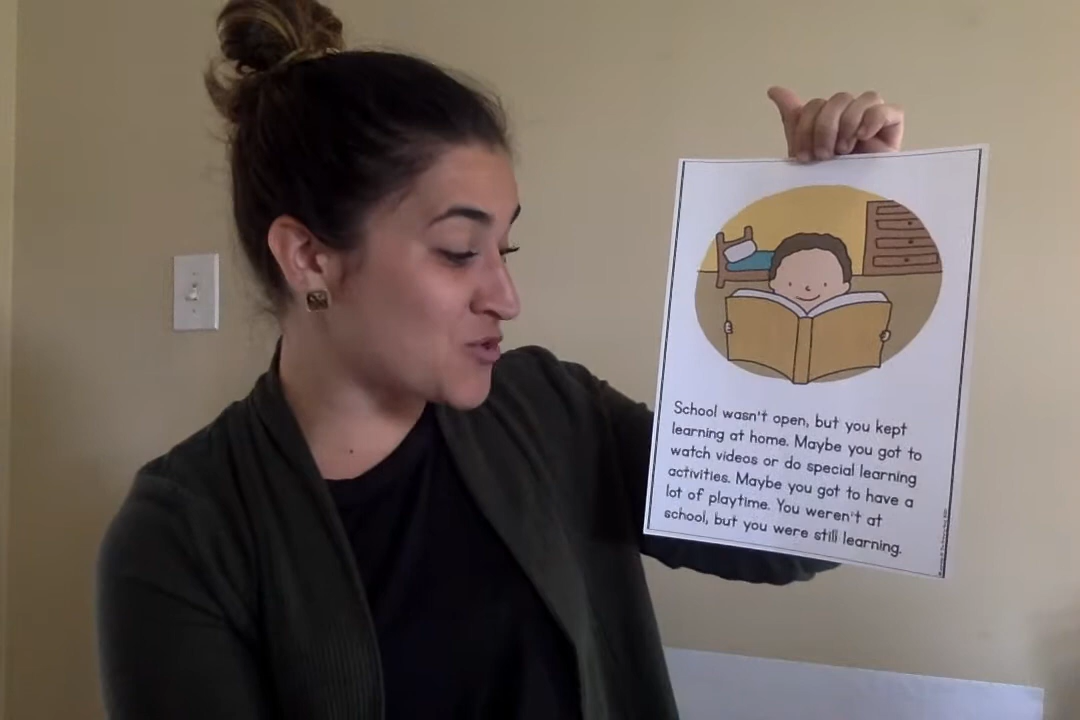 School wasn't open, but you kept
learning at home. Maybe you got to
watch videos or do special learning
activities. Maybe you got to have a
lot of playtime. You weren't at
school, but you were still learning.